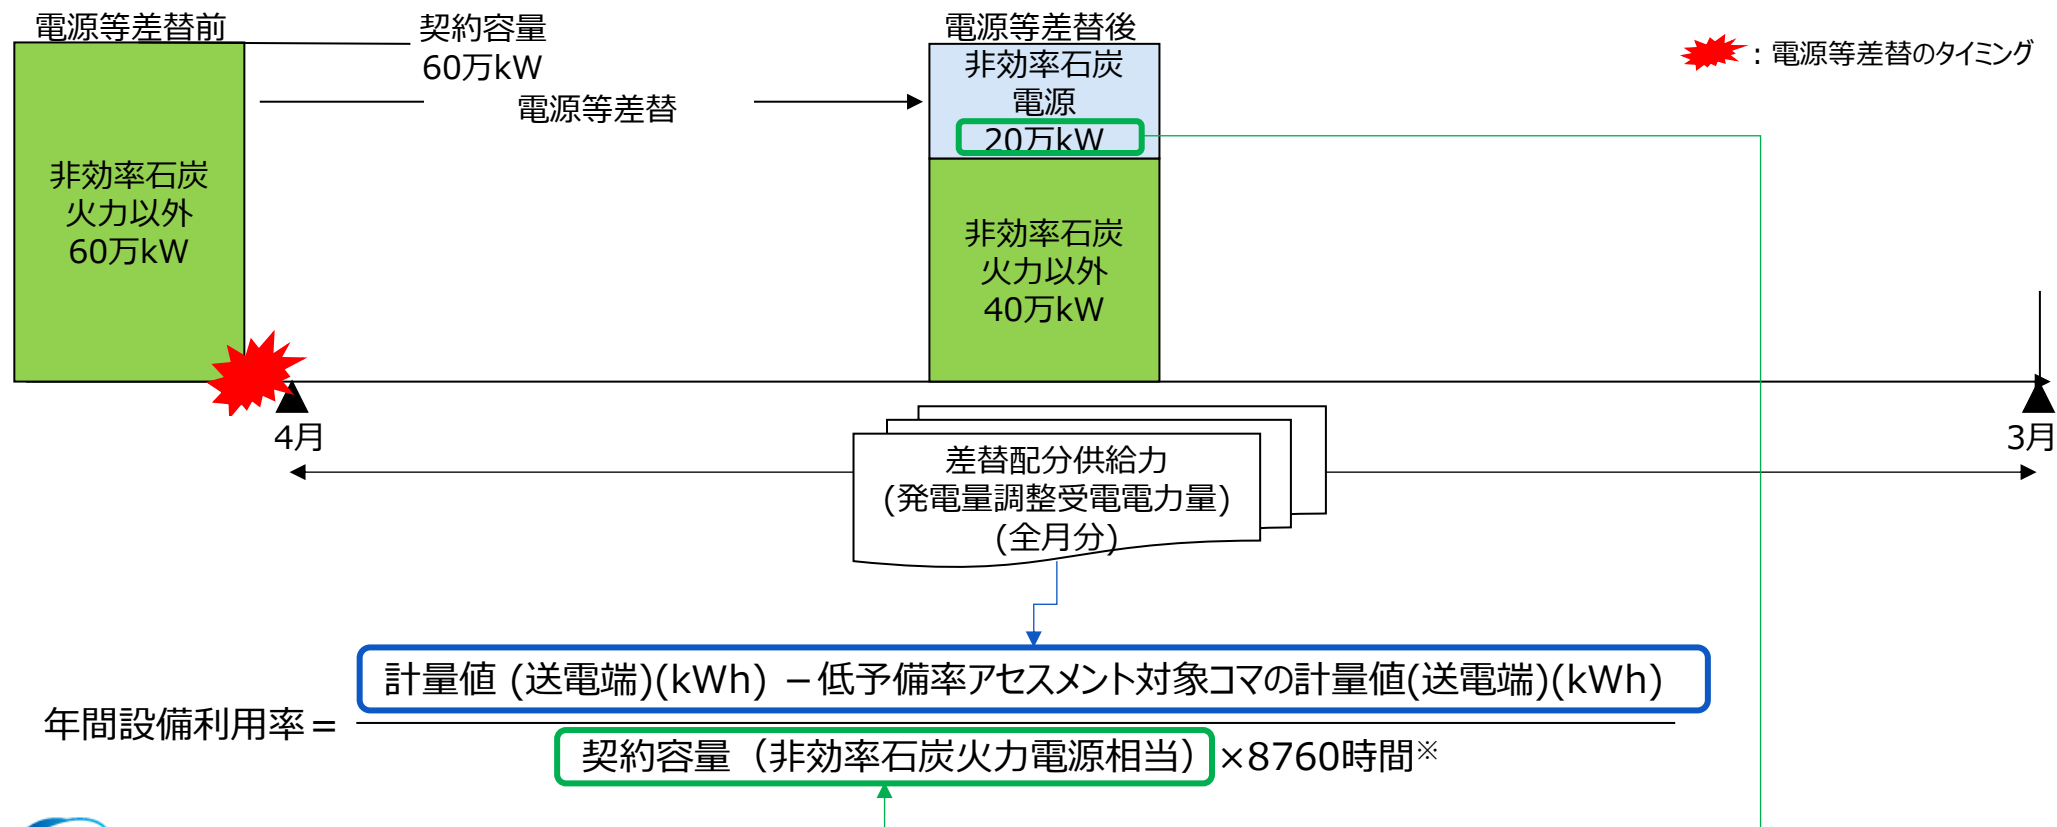 電源等差替前
契約容量
60万kW
電源等差替後
：電源等差替のタイミング
電源等差替
非効率石炭
電源
20万kW
非効率石炭
火力以外
60万kW
非効率石炭
火力以外
40万kW
4月
3月
差替配分供給力
(発電量調整受電電力量)
(全月分)
計量値 (送電端)(kWh) －低予備率アセスメント対象コマの計量値(送電端)(kWh)
年間設備利用率＝
契約容量（非効率石炭火力電源相当）×8760時間※